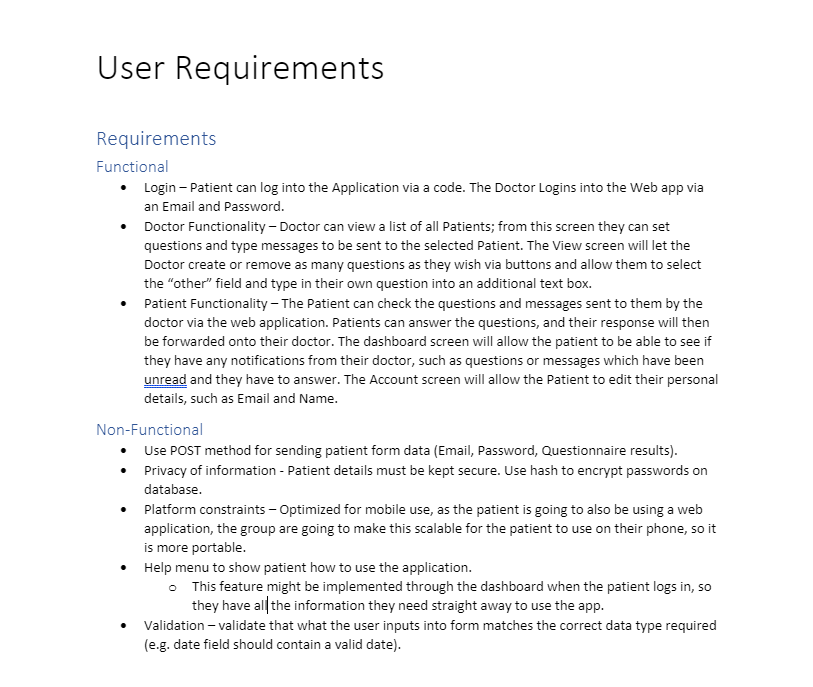 User Requirements
Requirements
Functional
• Login – Patient can log into the Application via a code. The Doctor Logins into the Web app via
an Email and Password.
• Doctor Functionality – Doctor can view a list of all Patients; from this screen they can set
questions and type messages to be sent to the selected Patient. The View screen will let the
Doctor create or remove as many questions as they wish via buttons and allow them to select
the “other” field and type in their own question into an additional text box.
• Patient Functionality – The Patient can check the questions and messages sent to them by the
doctor via the web application. Patients can answer the questions, and their response will then
be forwarded onto their doctor. The dashboard screen will allow the patient to be able to see if
they have any notifications from their doctor, such as questions or messages which have been
unread and they have to answer. The Account screen will allow the Patient to edit their personal
details, such as Email and Name.
Non-Functional
• Use POST method for sending patient form data (Email, Password, Questionnaire results).
• Privacy of information - Patient details must be kept secure. Use hash to encrypt passwords on
database.
• Platform constraints – Optimized for mobile use, as the patient is going to also be using a web
application, the group are going to make this scalable for the patient to use on their phone, so it
is more portable.
• Help menu to show patient how to use the application.
o This feature might be implemented through the dashboard when the patient logs in, so
they have all the information they need straight away to use the app.
• Validation – validate that what the user inputs into form matches the correct data type required
(e.g. date field should contain a valid date).